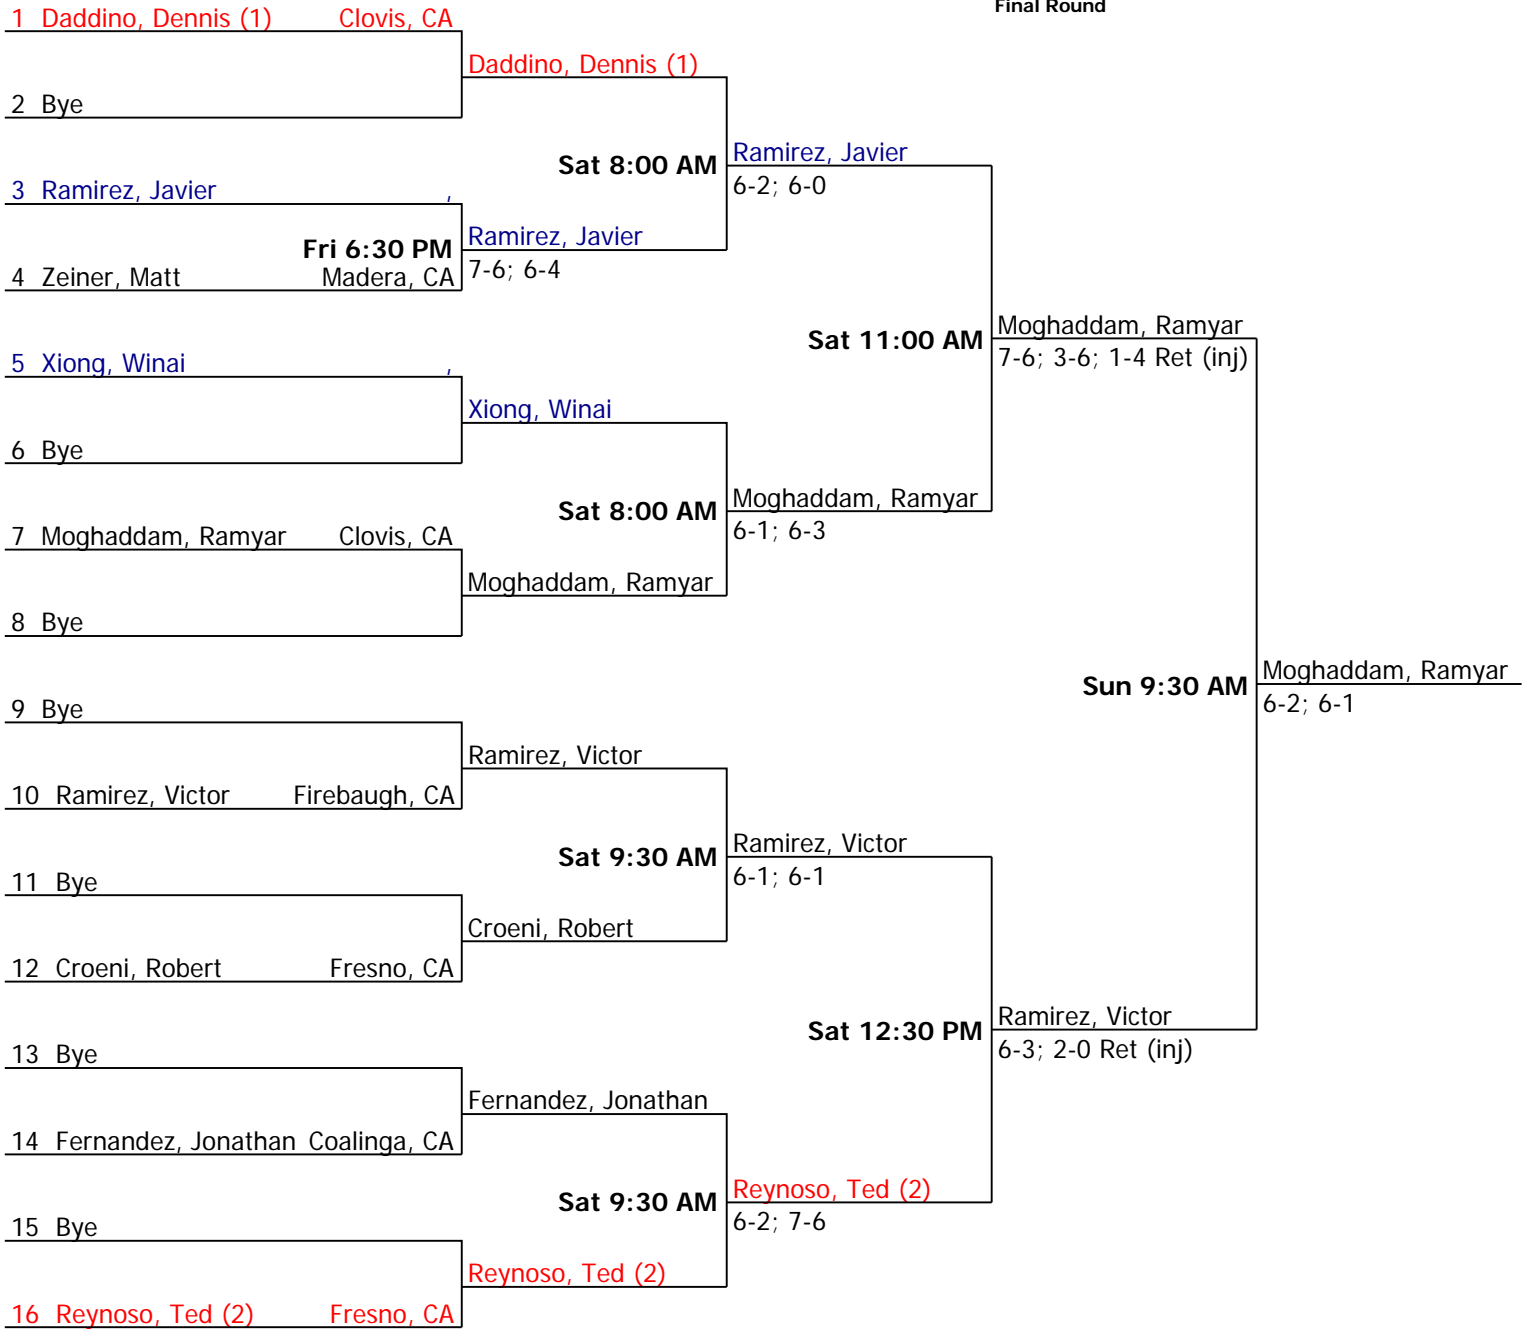 Final Round
1 Daddino, Dennis (1) Clovis, CA
Daddino, Dennis (1)
2 Bye
Sat 8:00 AM
Ramirez, Javier
6-2; 6-0
3 Ramirez, Javier ,
Fri 6:30 PM
Ramirez, Javier
7-6; 6-4
4 Zeiner, Matt Madera, CA
Sat 11:00 AM
Moghaddam, Ramyar
7-6; 3-6; 1-4 Ret (inj)
5 Xiong, Winai ,
Xiong, Winai
6 Bye
Sat 8:00 AM
Moghaddam, Ramyar
6-1; 6-3
7 Moghaddam, Ramyar Clovis, CA
Moghaddam, Ramyar
8 Bye
Sun 9:30 AM
Moghaddam, Ramyar
6-2; 6-1
9 Bye
Ramirez, Victor
10 Ramirez, Victor Firebaugh, CA
Sat 9:30 AM
Ramirez, Victor
6-1; 6-1
11 Bye
Croeni, Robert
12 Croeni, Robert Fresno, CA
Sat 12:30 PM
Ramirez, Victor
6-3; 2-0 Ret (inj)
13 Bye
Fernandez, Jonathan
14 Fernandez, Jonathan Coalinga, CA
Sat 9:30 AM
Reynoso, Ted (2)
6-2; 7-6
15 Bye
Reynoso, Ted (2)
16 Reynoso, Ted (2) Fresno, CA